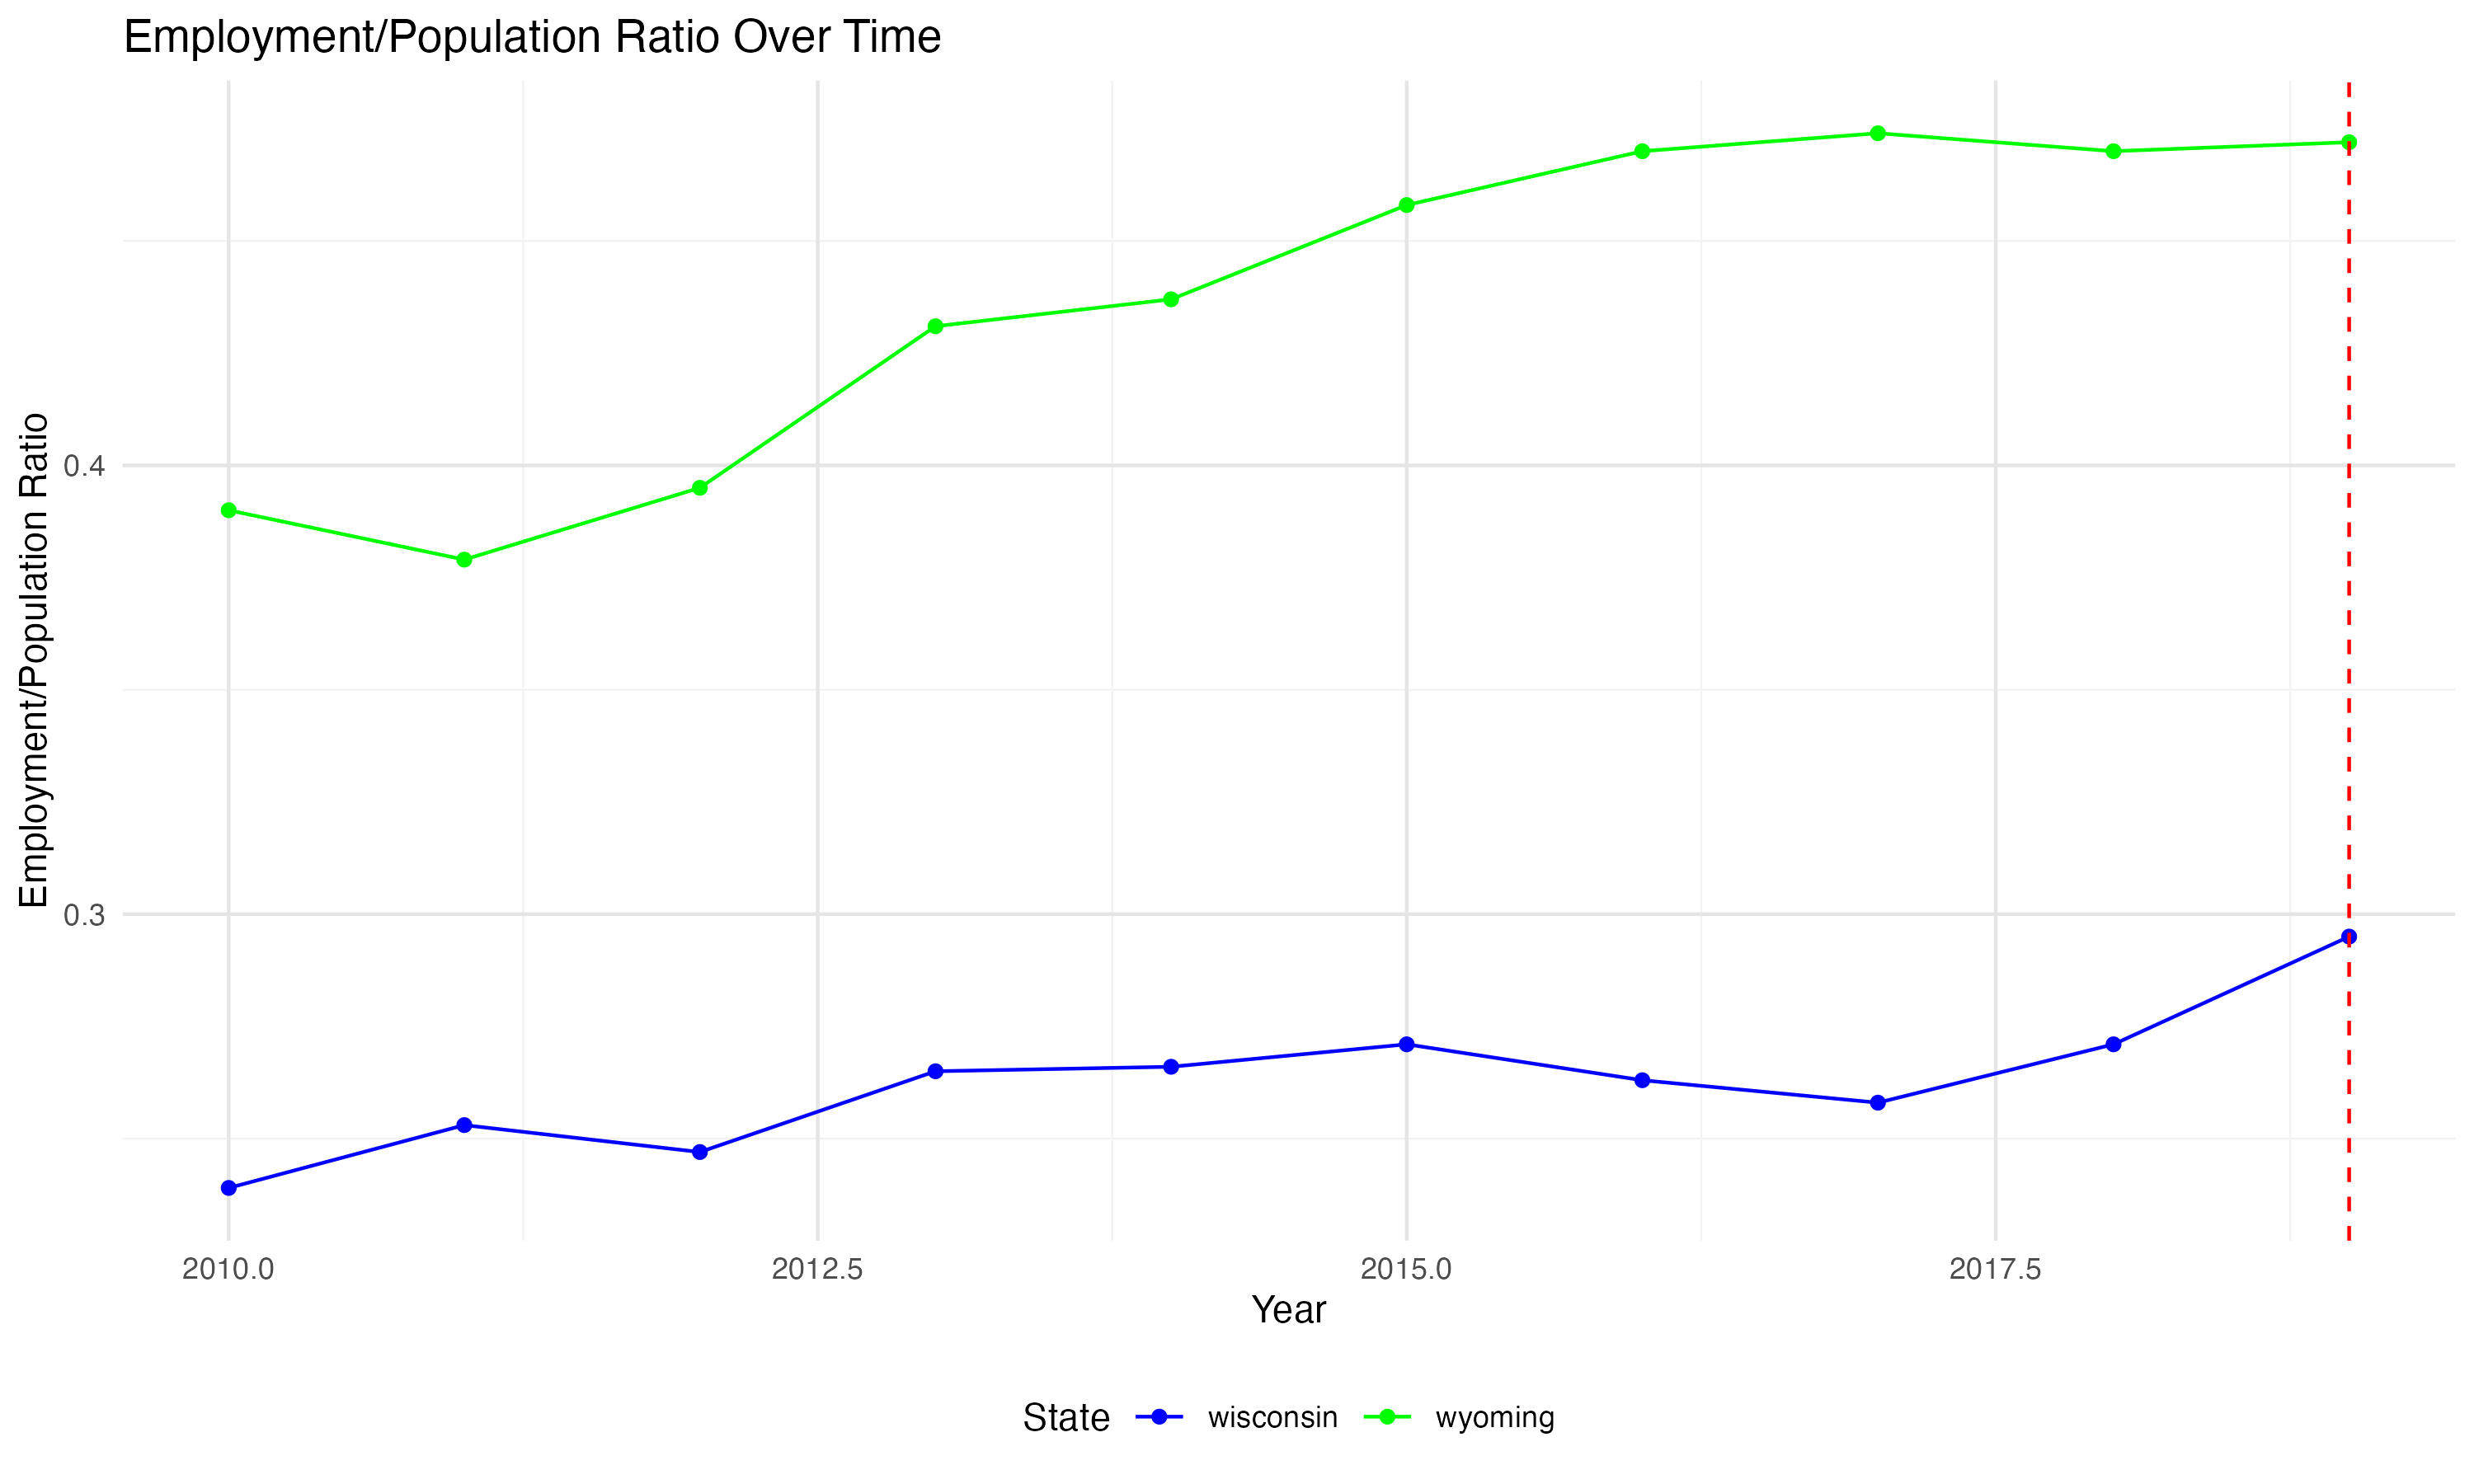 Employment/Population Ratio Over Time
Employment/Population Ratio
0.4
0.3
2010.0 2012.5 2015.0 2017.5
Year
State wisconsin wyoming